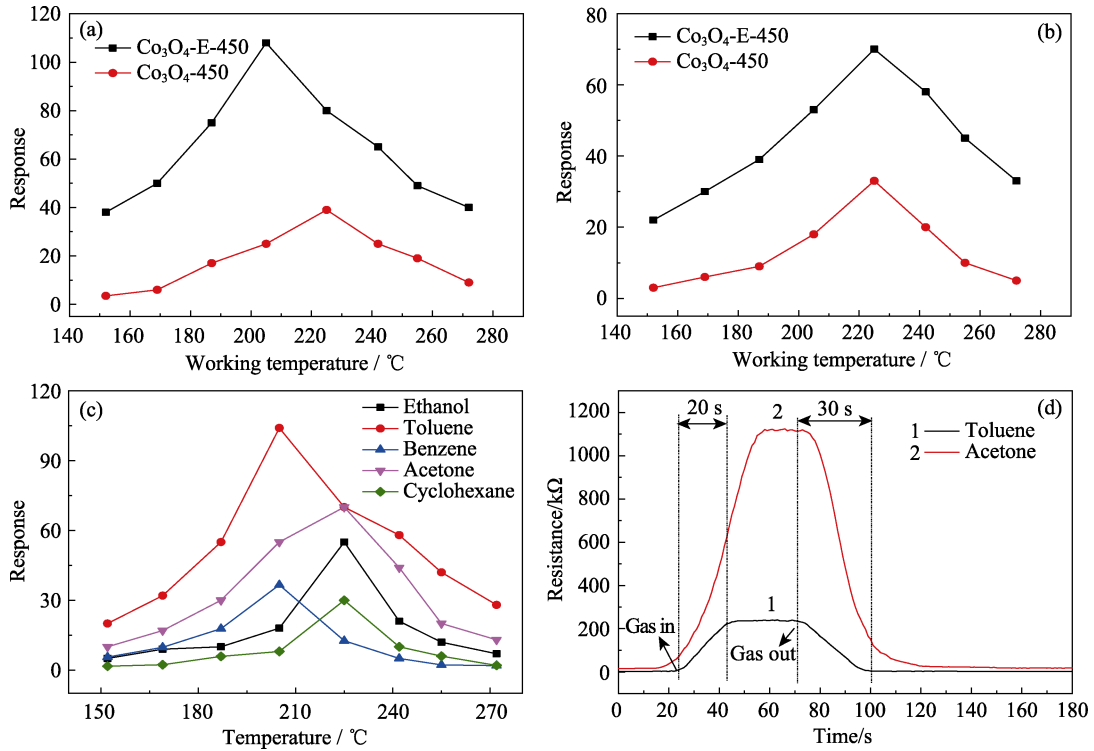 (a)
Co₃O₄-E-450
Co₃O₄-450
120
100
80
60
40
20
0
Response
140 160 180 200 220 240 260 280
Working temperature / ℃
(b)
Co₃O₄-E-450
Co₃O₄-450
80
60
40
20
0
Response
140 160 180 200 220 240 260 280
Working temperature / ℃
(c)
Ethanol
Toluene
Benzene
Acetone
Cyclohexane
120
90
60
30
0
Response
150 180 210 240 270
Temperature / ℃
(d)
20 s 2 30 s
1 Toluene
2 Acetone
1200
1000
800
600
400
200
0
Resistance/kΩ
1
Gas in
Gas out
0 20 40 60 80 100 120 140 160 180
Time/s